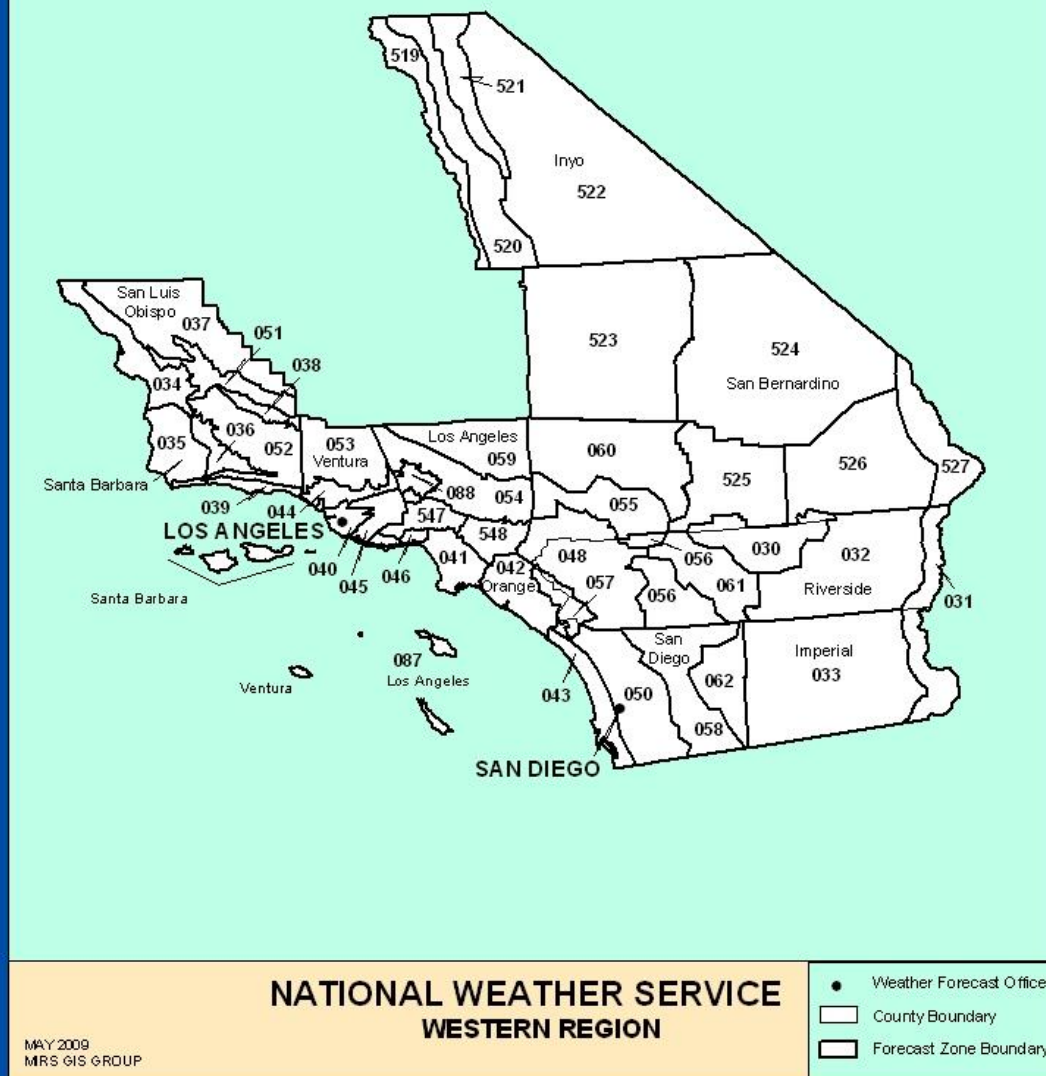 519
521
Inyo
522
520
San Luis
Obispo
037
051
038
523
524
San Bernardino
034
035
036
052
053
Ventura
Los Angeles
059
060
525
526
527
Santa Barbara
039
044
088
054
055
547
548
LOS ANGELES
040
045
046
041
042
Orange
048
057
056
056
061
030
032
Riverside
031
Santa Barbara
087
Los Angeles
Ventura
043
050
San
Diego
062
058
Imperial
033
SAN DIEGO
NATIONAL WEATHER SERVICE
WESTERN REGION
MAY 2009
MIRS GIS GROUP
Weather Forecast Office
County Boundary
Forecast Zone Boundary